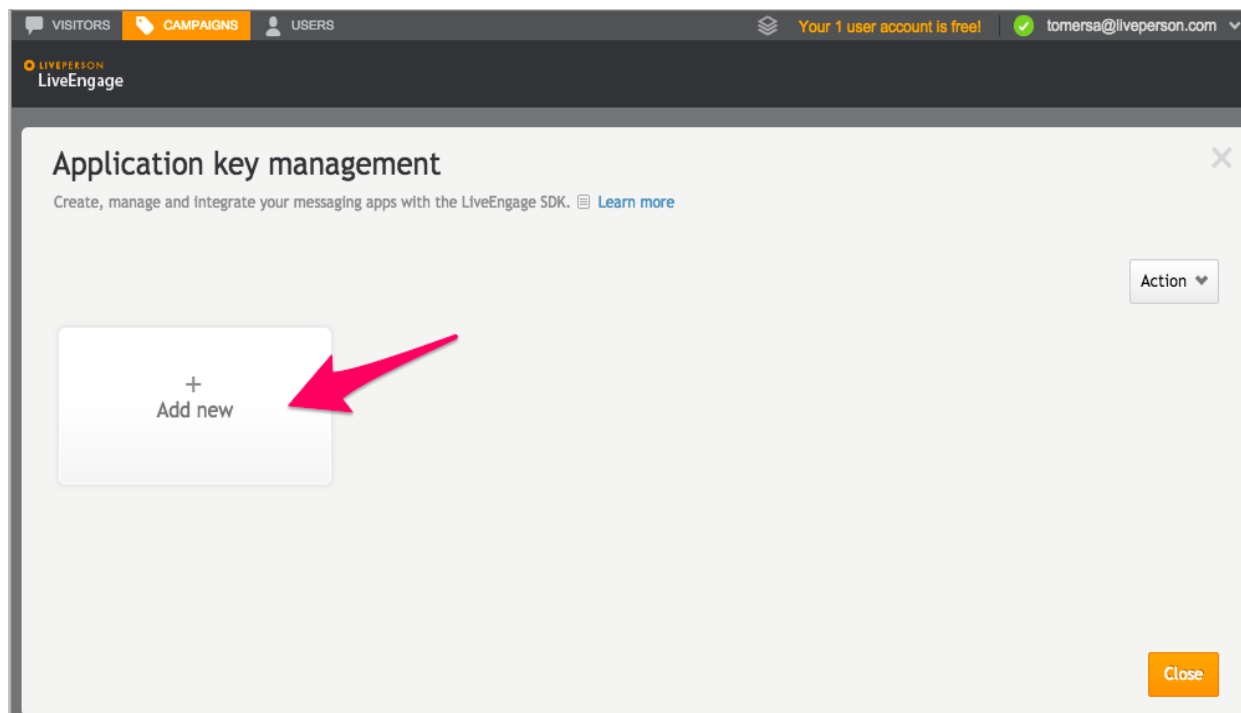 VISITORS CAMPAIGNS USERS Your 1 user account is free! tomersa@liveperson.com
LIVEPERSON
LiveEngage
Application key management
Create, manage and integrate your messaging apps with the LiveEngage SDK. Learn more
Action
+
Add new
Close